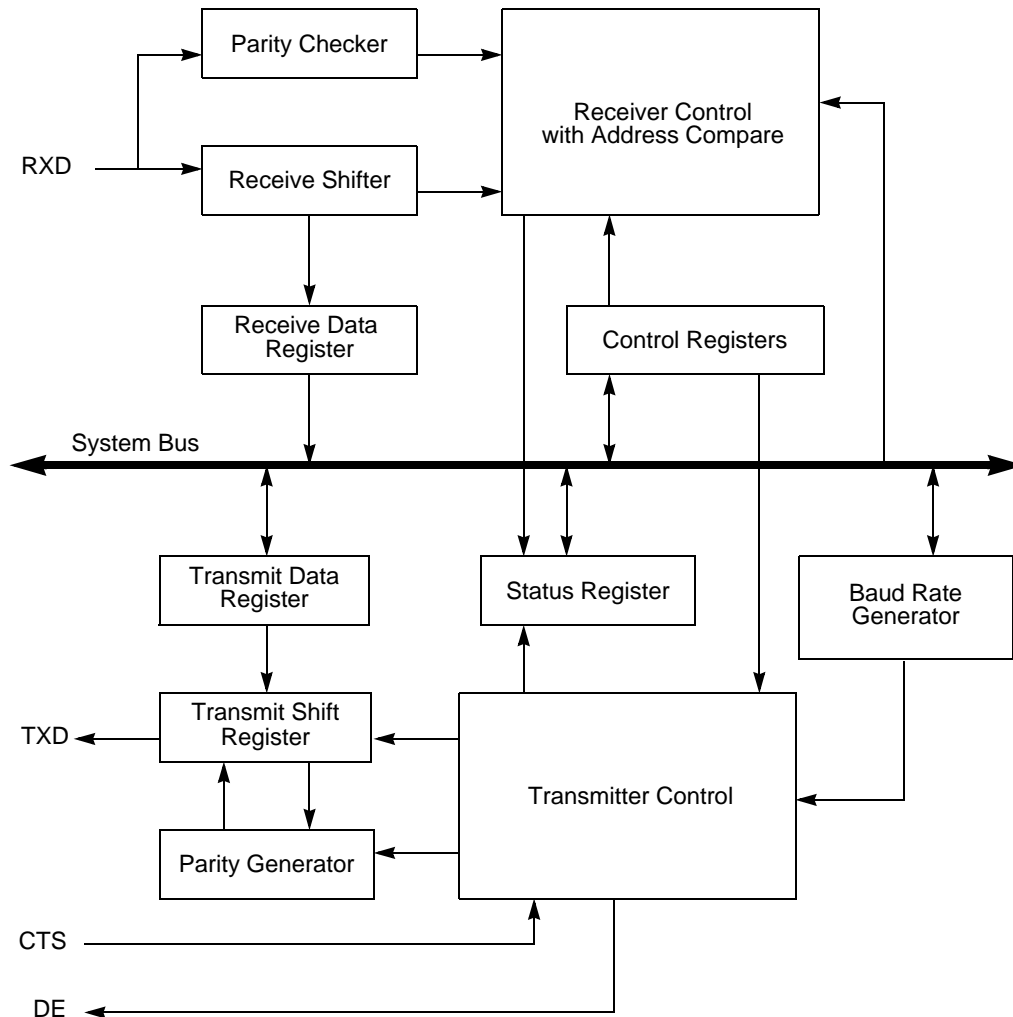 Parity Checker
Receiver Control
with Address Compare
RXD
Receive Shifter
Receive Data
Register
Control Registers
System Bus
Transmit Data
Register
Status Register
Baud Rate
Generator
TXD
Transmit Shift
Register
Transmitter Control
Parity Generator
CTS
DE